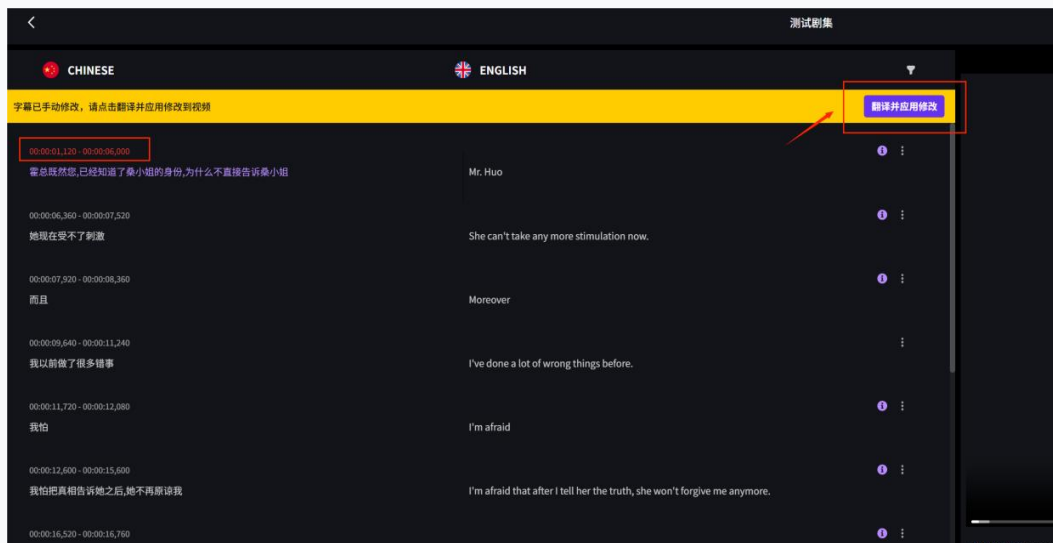 测试剧集
CHINESE
ENGLISH
字幕已手动修改，请点击翻译并应用修改到视频
翻译并应用修改
00:00:01,120 - 00:00:06,000
霍总既然您,已经知道了桑小姐的身份,为什么不直接告诉桑小姐
Mr. Huo
00:00:06,360 - 00:00:07,520
她现在受不了刺激
She can't take any more stimulation now.
00:00:07,920 - 00:00:08,360
而且
Moreover
00:00:09,640 - 00:00:11,240
我以前做了很多错事
I've done a lot of wrong things before.
00:00:11,720 - 00:00:12,080
我怕
I'm afraid
00:00:12,600 - 00:00:15,600
我怕把真相告诉她之后,她不再原谅我
I'm afraid that after I tell her the truth, she won't forgive me anymore.
00:00:16,520 - 00:00:16,760